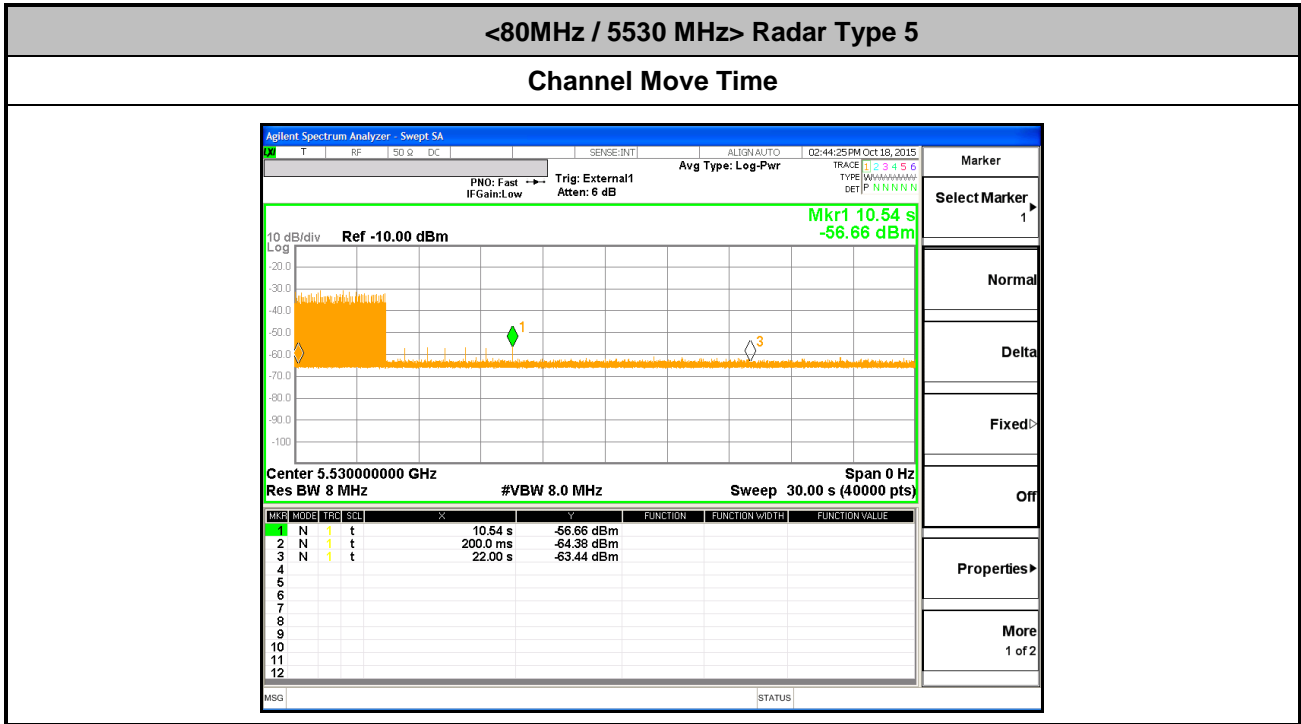 <80MHz / 5530 MHz> Radar Type 5
Channel Move Time
Agilent Spectrum Analyzer - Swept SA
LXI T RF 50 Ω DC SENSE:INT ALIGN AUTO 02:44:25 PM Oct 18, 2015
PNO: Fast Trig: External1 Avg Type: Log-Pwr TRACE 1 2 3 4 5 6
IFGain:Low Atten: 6 dB TYPE WWWWWW
DET P N N N N N
Mkr1 10.54 s
-56.66 dBm
10 dB/div Ref -10.00 dBm
Log
-20.0
-30.0
-40.0
-50.0
-60.0
-70.0
-80.0
-90.0
-100
1
3
Center 5.530000000 GHz Span 0 Hz
Res BW 8 MHz #VBW 8.0 MHz Sweep 30.00 s (40000 pts)
MKR MODE TRC SCL X Y FUNCTION FUNCTION WIDTH FUNCTION VALUE
1 N 1 t 10.54 s -56.66 dBm
2 N 1 t 200.0 ms -64.38 dBm
3 N 1 t 22.00 s -63.44 dBm
4
5
6
7
8
9
10
11
12
MSG STATUS
Marker
Select Marker
1
Normal
Delta
Fixed
Off
Properties
More
1 of 2